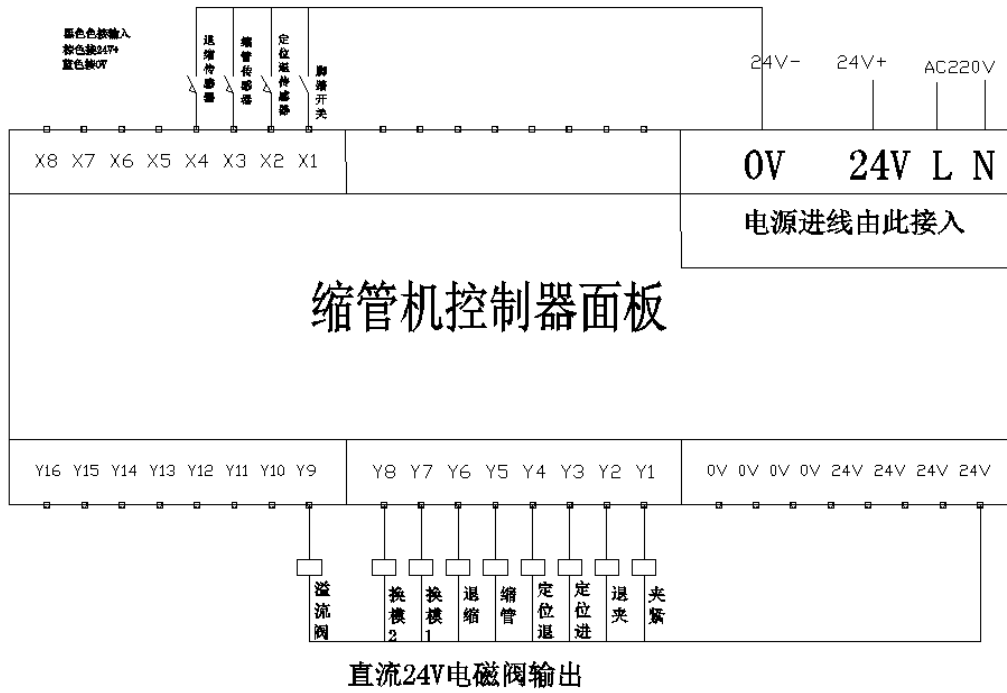 黑色色接输入
棕色接24V+
蓝色接0V
退缩传感器
缩管传感器
定位退传感器
脚踏开关
24V- 24V+ AC220V
X8 X7 X6 X5 X4 X3 X2 X1
0V 24V L N
电源进线由此接入
缩管机控制器面板
Y16 Y15 Y14 Y13 Y12 Y11 Y10 Y9
Y8 Y7 Y6 Y5 Y4 Y3 Y2 Y1
0V 0V 0V 0V 24V 24V 24V 24V
溢流阀
换模2
换模1
退缩
缩管
定位退
定位进
退夹
夹紧
直流24V电磁阀输出